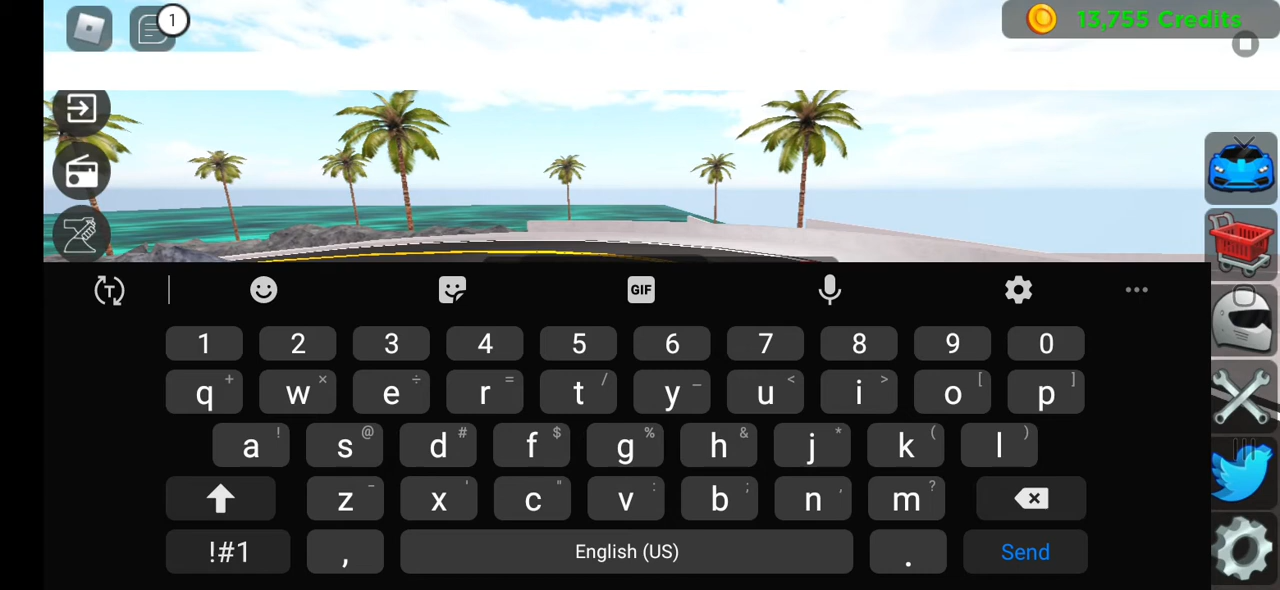 1
13,755 Credits
GIF
1 2 3 4 5 6 7 8 9 0
q + w × e ÷ r = t / y _ u < i > o [ p ]
a ! s @ d # f $ g % h & j * k ( l )
z - x ' c " v : b ; n , m ?
!#1 , English (US) . Send